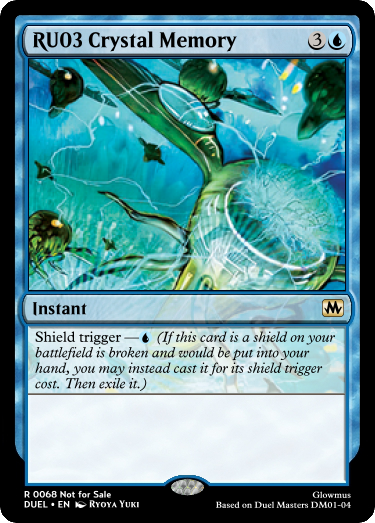 RU03 Crystal Memory 3
Instant
Shield trigger — (If this card is a shield on your
battlefield is broken and would be put into your
hand, you may instead cast it for its shield trigger
cost. Then exile it.)
R 0068 Not for Sale Glowmus
DUEL • EN Ryoya Yuki Based on Duel Masters DM01-04